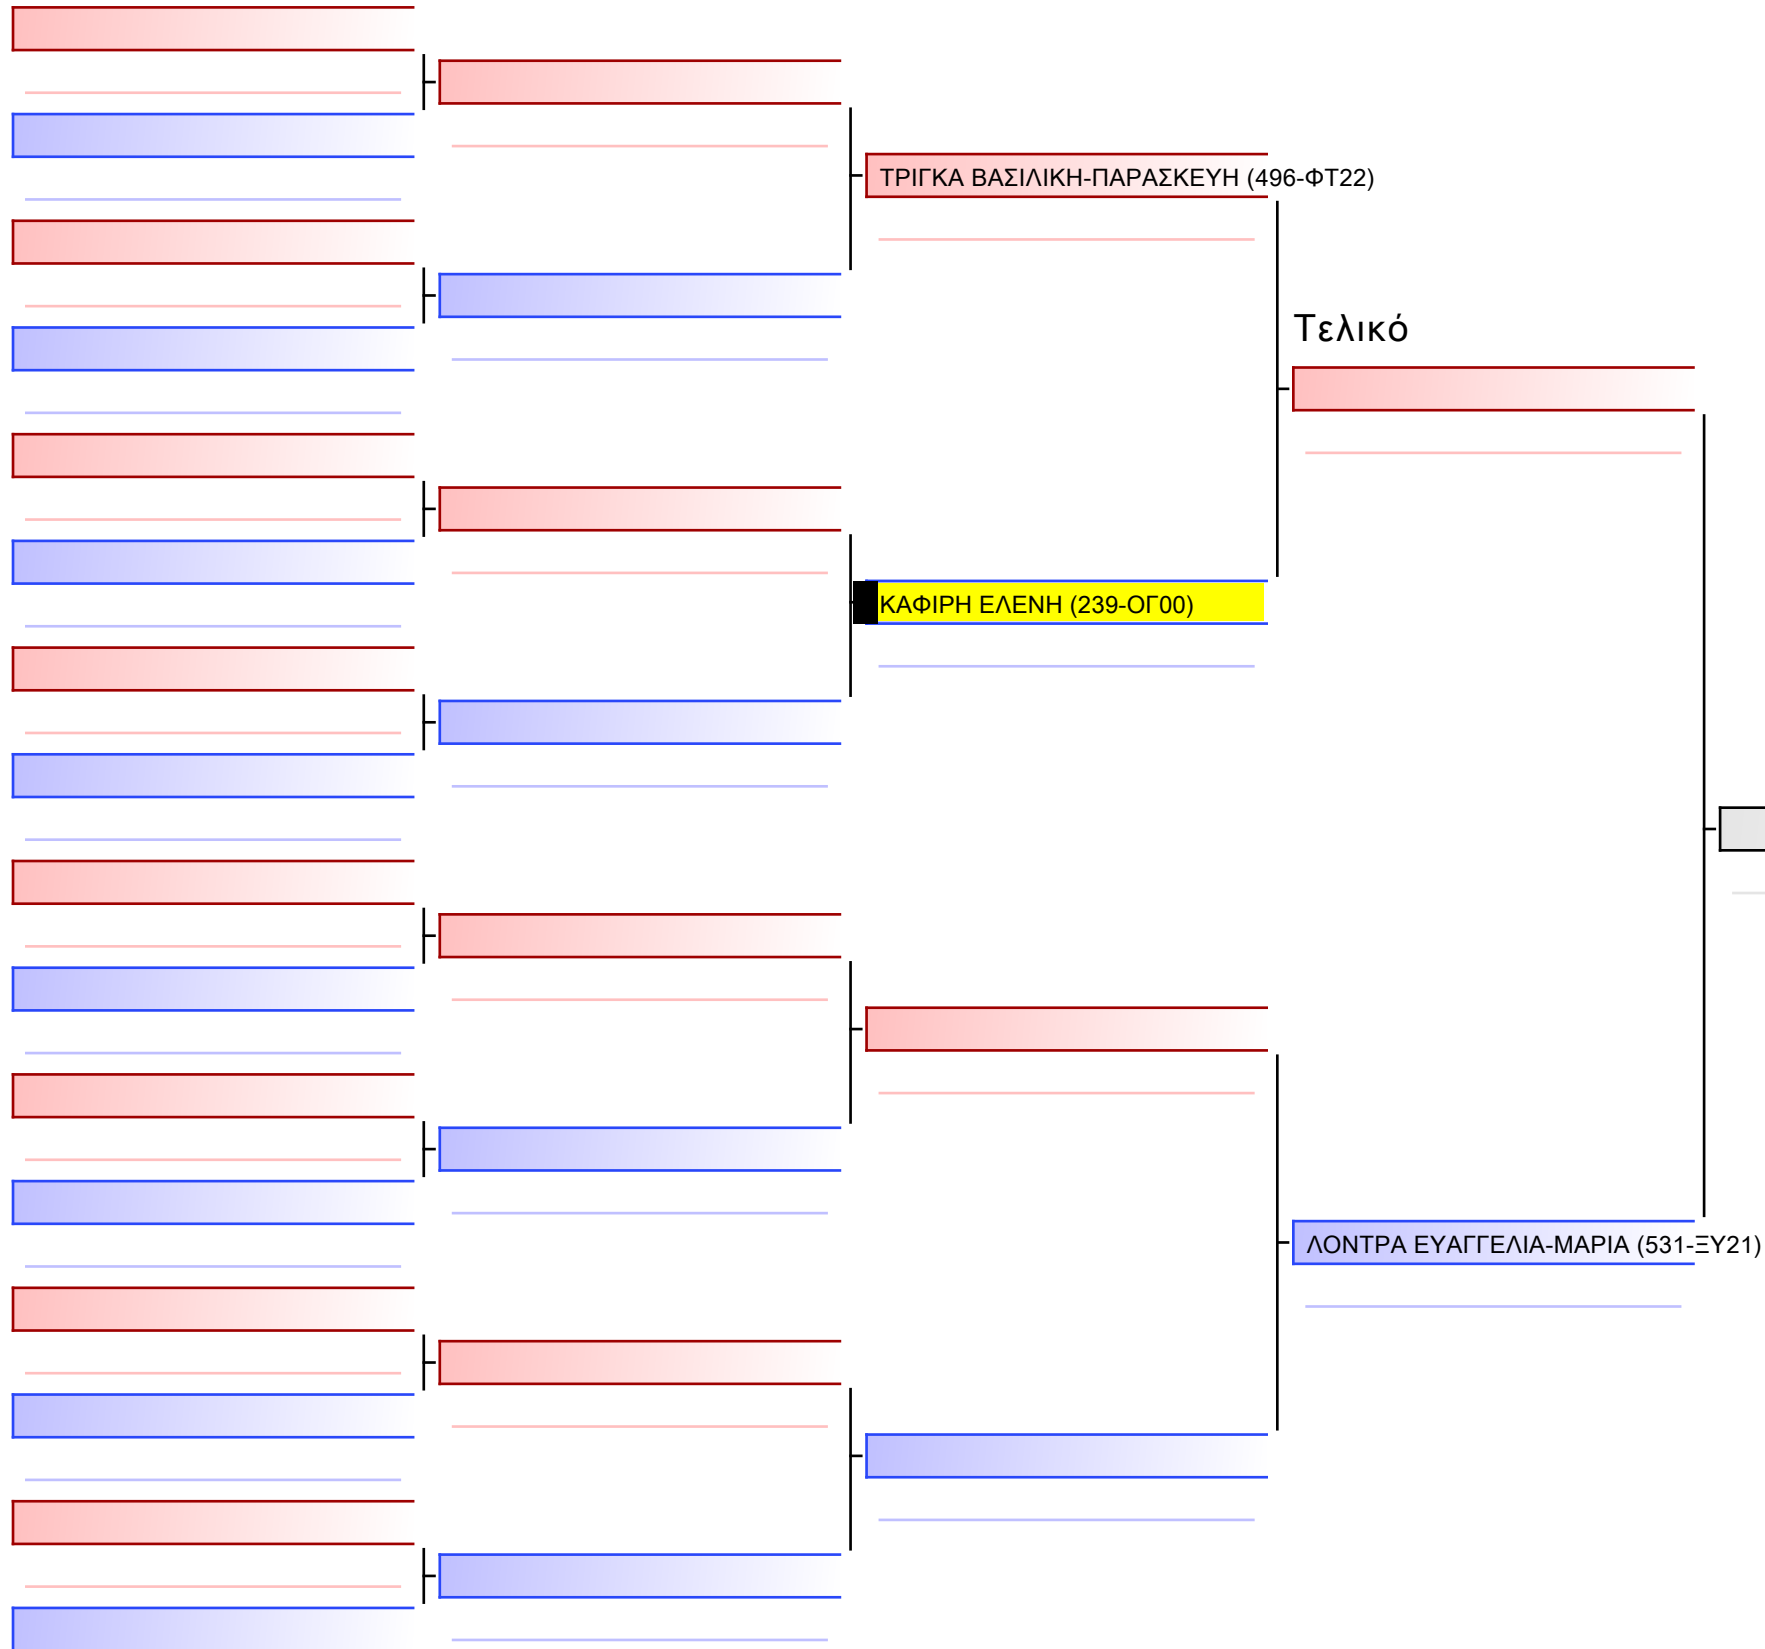 ΤΡΙΓΚΑ ΒΑΣΙΛΙΚΗ-ΠΑΡΑΣΚΕΥΗ (496-ΦΤ22)
Τελικό
ΚΑΦΙΡΗ ΕΛΕΝΗ (239-ΟΓ00)
ΛΟΝΤΡΑ ΕΥΑΓΓΕΛΙΑ-ΜΑΡΙΑ (531-ΞΥ21)